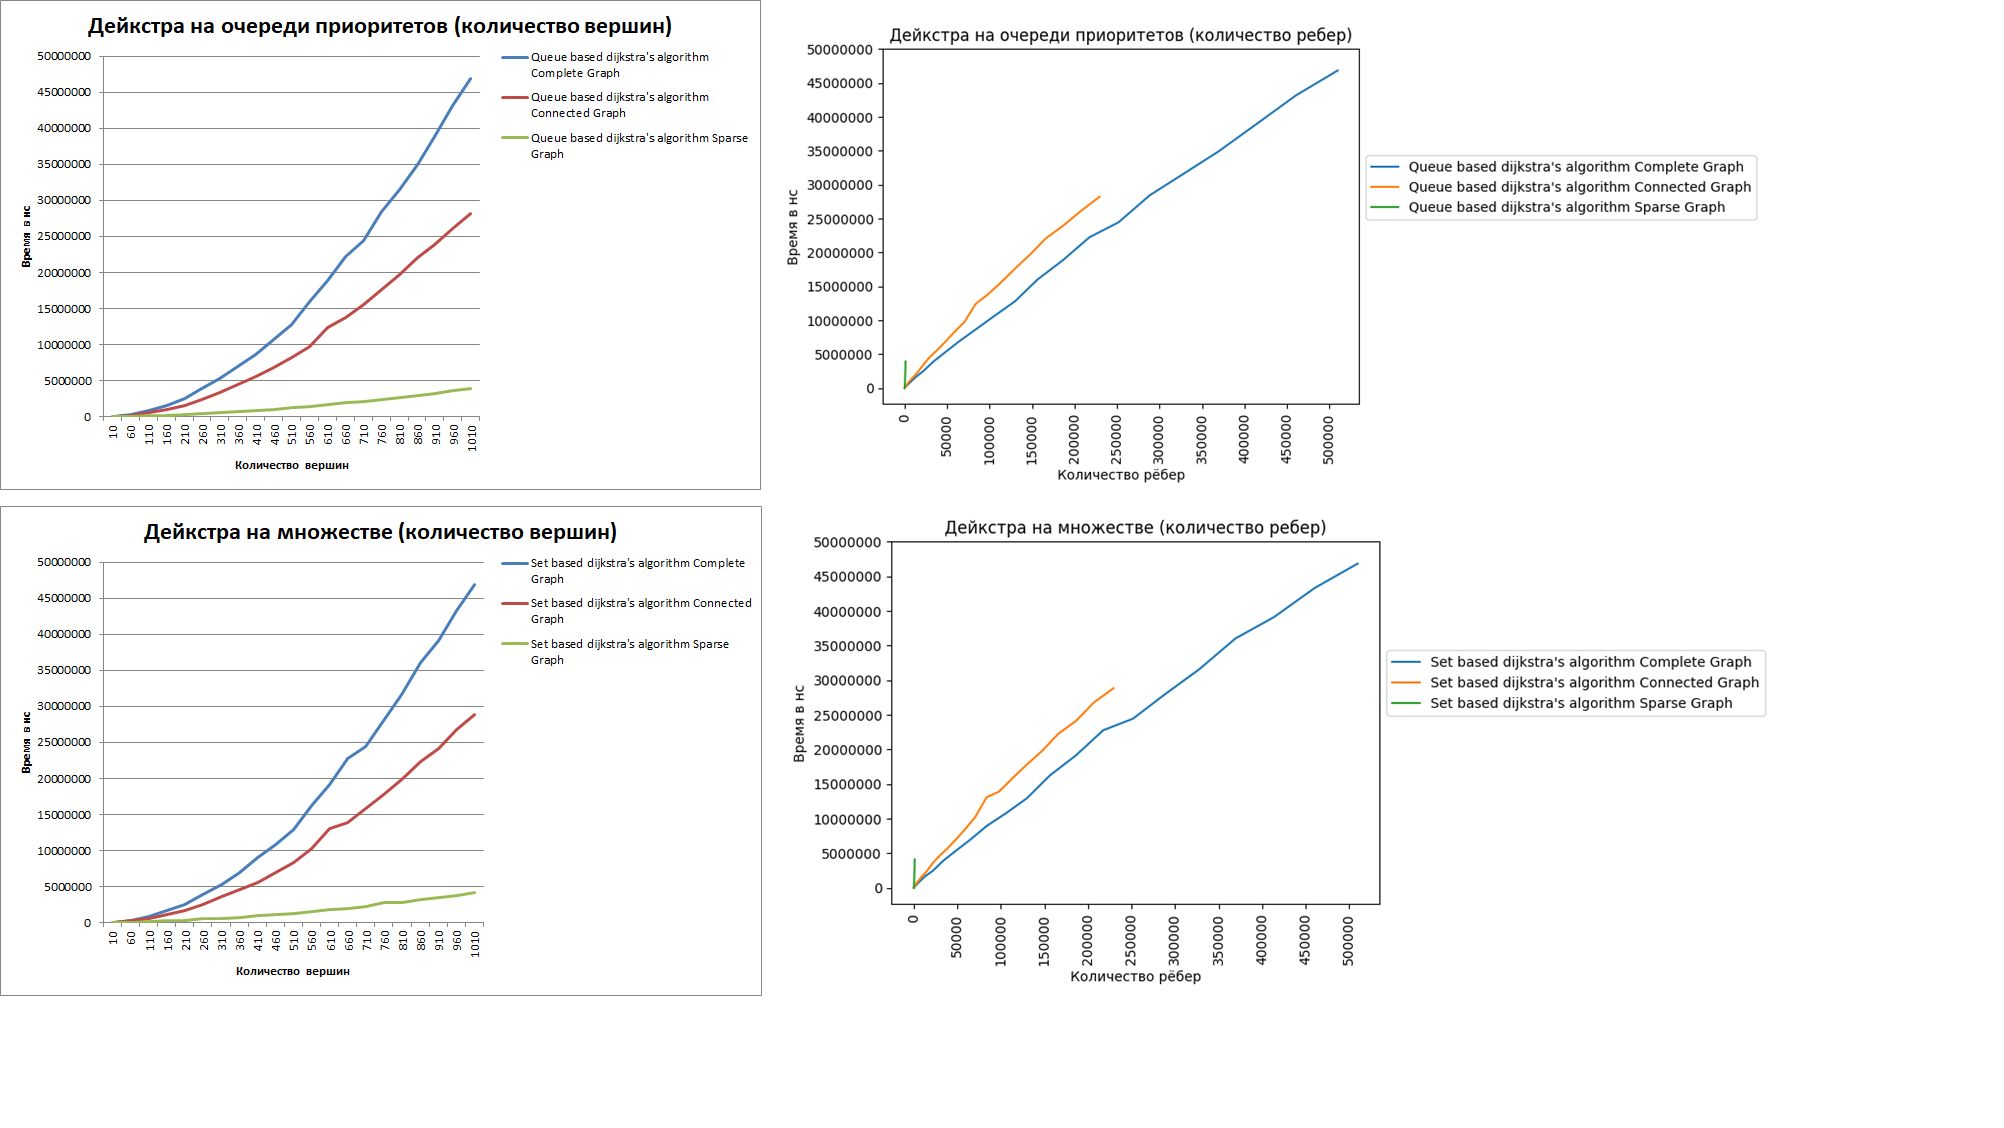 Дейкстра на очереди приоритетов (количество вершин)
50000000
45000000
40000000
35000000
30000000
25000000
20000000
15000000
10000000
5000000
0
Время в нс
10 60 110 160 210 260 310 360 410 460 510 560 610 660 710 760 810 860 910 960 1010
Количество вершин
Queue based dijkstra's algorithm
Complete Graph
Queue based dijkstra's algorithm
Connected Graph
Queue based dijkstra's algorithm Sparse
Graph
Дейкстра на очереди приоритетов (количество ребер)
50000000
45000000
40000000
35000000
30000000
25000000
20000000
15000000
10000000
5000000
0
Время в нс
0 50000 100000 150000 200000 250000 300000 350000 400000 450000 500000
Количество рёбер
Queue based dijkstra's algorithm Complete Graph
Queue based dijkstra's algorithm Connected Graph
Queue based dijkstra's algorithm Sparse Graph
Дейкстра на множестве (количество вершин)
50000000
45000000
40000000
35000000
30000000
25000000
20000000
15000000
10000000
5000000
0
Время в нс
10 60 110 160 210 260 310 360 410 460 510 560 610 660 710 760 810 860 910 960 1010
Количество вершин
Set based dijkstra's algorithm Complete
Graph
Set based dijkstra's algorithm Connected
Graph
Set based dijkstra's algorithm Sparse
Graph
Дейкстра на множестве (количество ребер)
50000000
45000000
40000000
35000000
30000000
25000000
20000000
15000000
10000000
5000000
0
Время в нс
0 50000 100000 150000 200000 250000 300000 350000 400000 450000 500000
Количество рёбер
Set based dijkstra's algorithm Complete Graph
Set based dijkstra's algorithm Connected Graph
Set based dijkstra's algorithm Sparse Graph